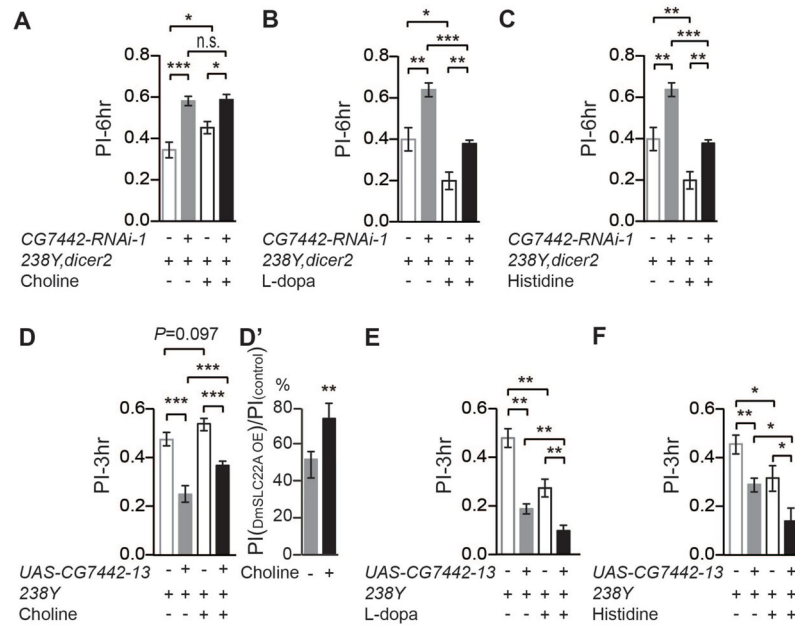 A
B
C
*
n.s.
***
*
*
***
**
**
**
***
**
**
PI-6hr
0.8
0.6
0.4
0.2
0.0
PI-6hr
0.8
0.6
0.4
0.2
0.0
PI-6hr
0.8
0.6
0.4
0.2
0.0
CG7442-RNAi-1 - + - +
238Y,dicer2 + + + +
Choline - - + +
CG7442-RNAi-1 - + - +
238Y,dicer2 + + + +
L-dopa - - + +
CG7442-RNAi-1 - + - +
238Y,dicer2 + + + +
Histidine - - + +
D
P=0.097
***
***
***
PI-3hr
0.6
0.4
0.2
0.0
UAS-CG7442-13 - + - +
238Y + + + +
Choline - - + +
D'
PI(DmSLC22A OE)/PI(control)
%
80
60
40
20
0
**
Choline - +
E
**
**
**
**
PI-3hr
0.6
0.4
0.2
0.0
UAS-CG7442-13 - + - +
238Y + + + +
L-dopa - - + +
F
*
**
*
*
PI-3hr
0.6
0.4
0.2
0.0
UAS-CG7442-13 - + - +
238Y + + + +
Histidine - - + +